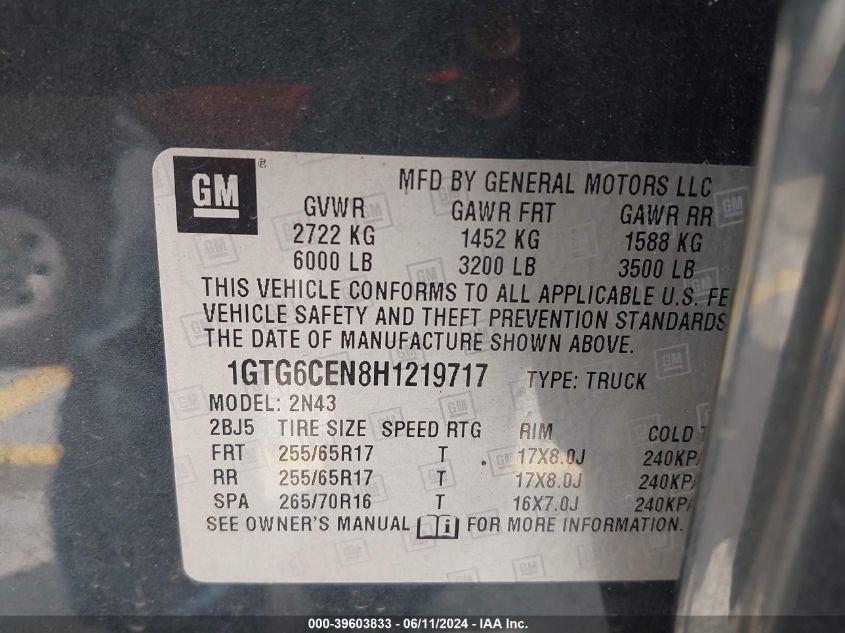 GM ®
MFD BY GENERAL MOTORS LLC
GVWR GAWR FRT GAWR RR
2722 KG 1452 KG 1588 KG
6000 LB 3200 LB 3500 LB
THIS VEHICLE CONFORMS TO ALL APPLICABLE U.S. FE
VEHICLE SAFETY AND THEFT PREVENTION STANDARDS
THE DATE OF MANUFACTURE SHOWN ABOVE.
1GTG6CEN8H1219717 TYPE: TRUCK
MODEL: 2N43
2BJ5 TIRE SIZE SPEED RTG RIM COLD T
FRT 255/65R17 T 17X8.0J 240KPA
RR 255/65R17 T 17X8.0J 240KPA
SPA 265/70R16 T 16X7.0J 240KPA
SEE OWNER'S MANUAL FOR MORE INFORMATION.
000-39603833 - 06/11/2024 - IAA Inc.